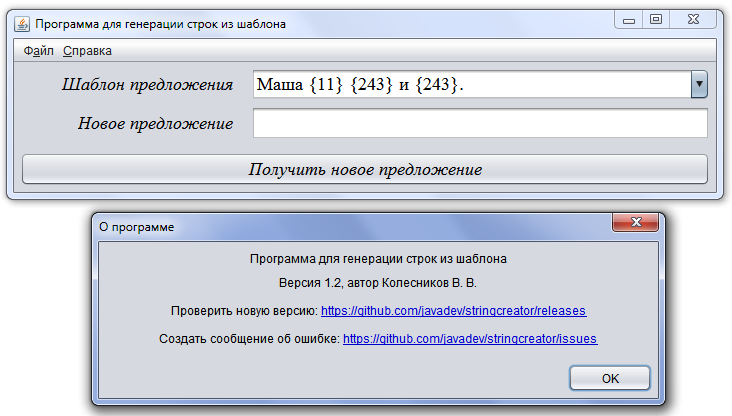 Программа для генерации строк из шаблона
Файл Справка
Шаблон предложения Маша {11} {243} и {243}.
Новое предложение
Получить новое предложение
О программе
Программа для генерации строк из шаблона
Версия 1.2, автор Колесников В. В.
Проверить новую версию: https://github.com/javadev/stringcreator/releases
Создать сообщение об ошибке: https://github.com/javadev/stringcreator/issues
OK